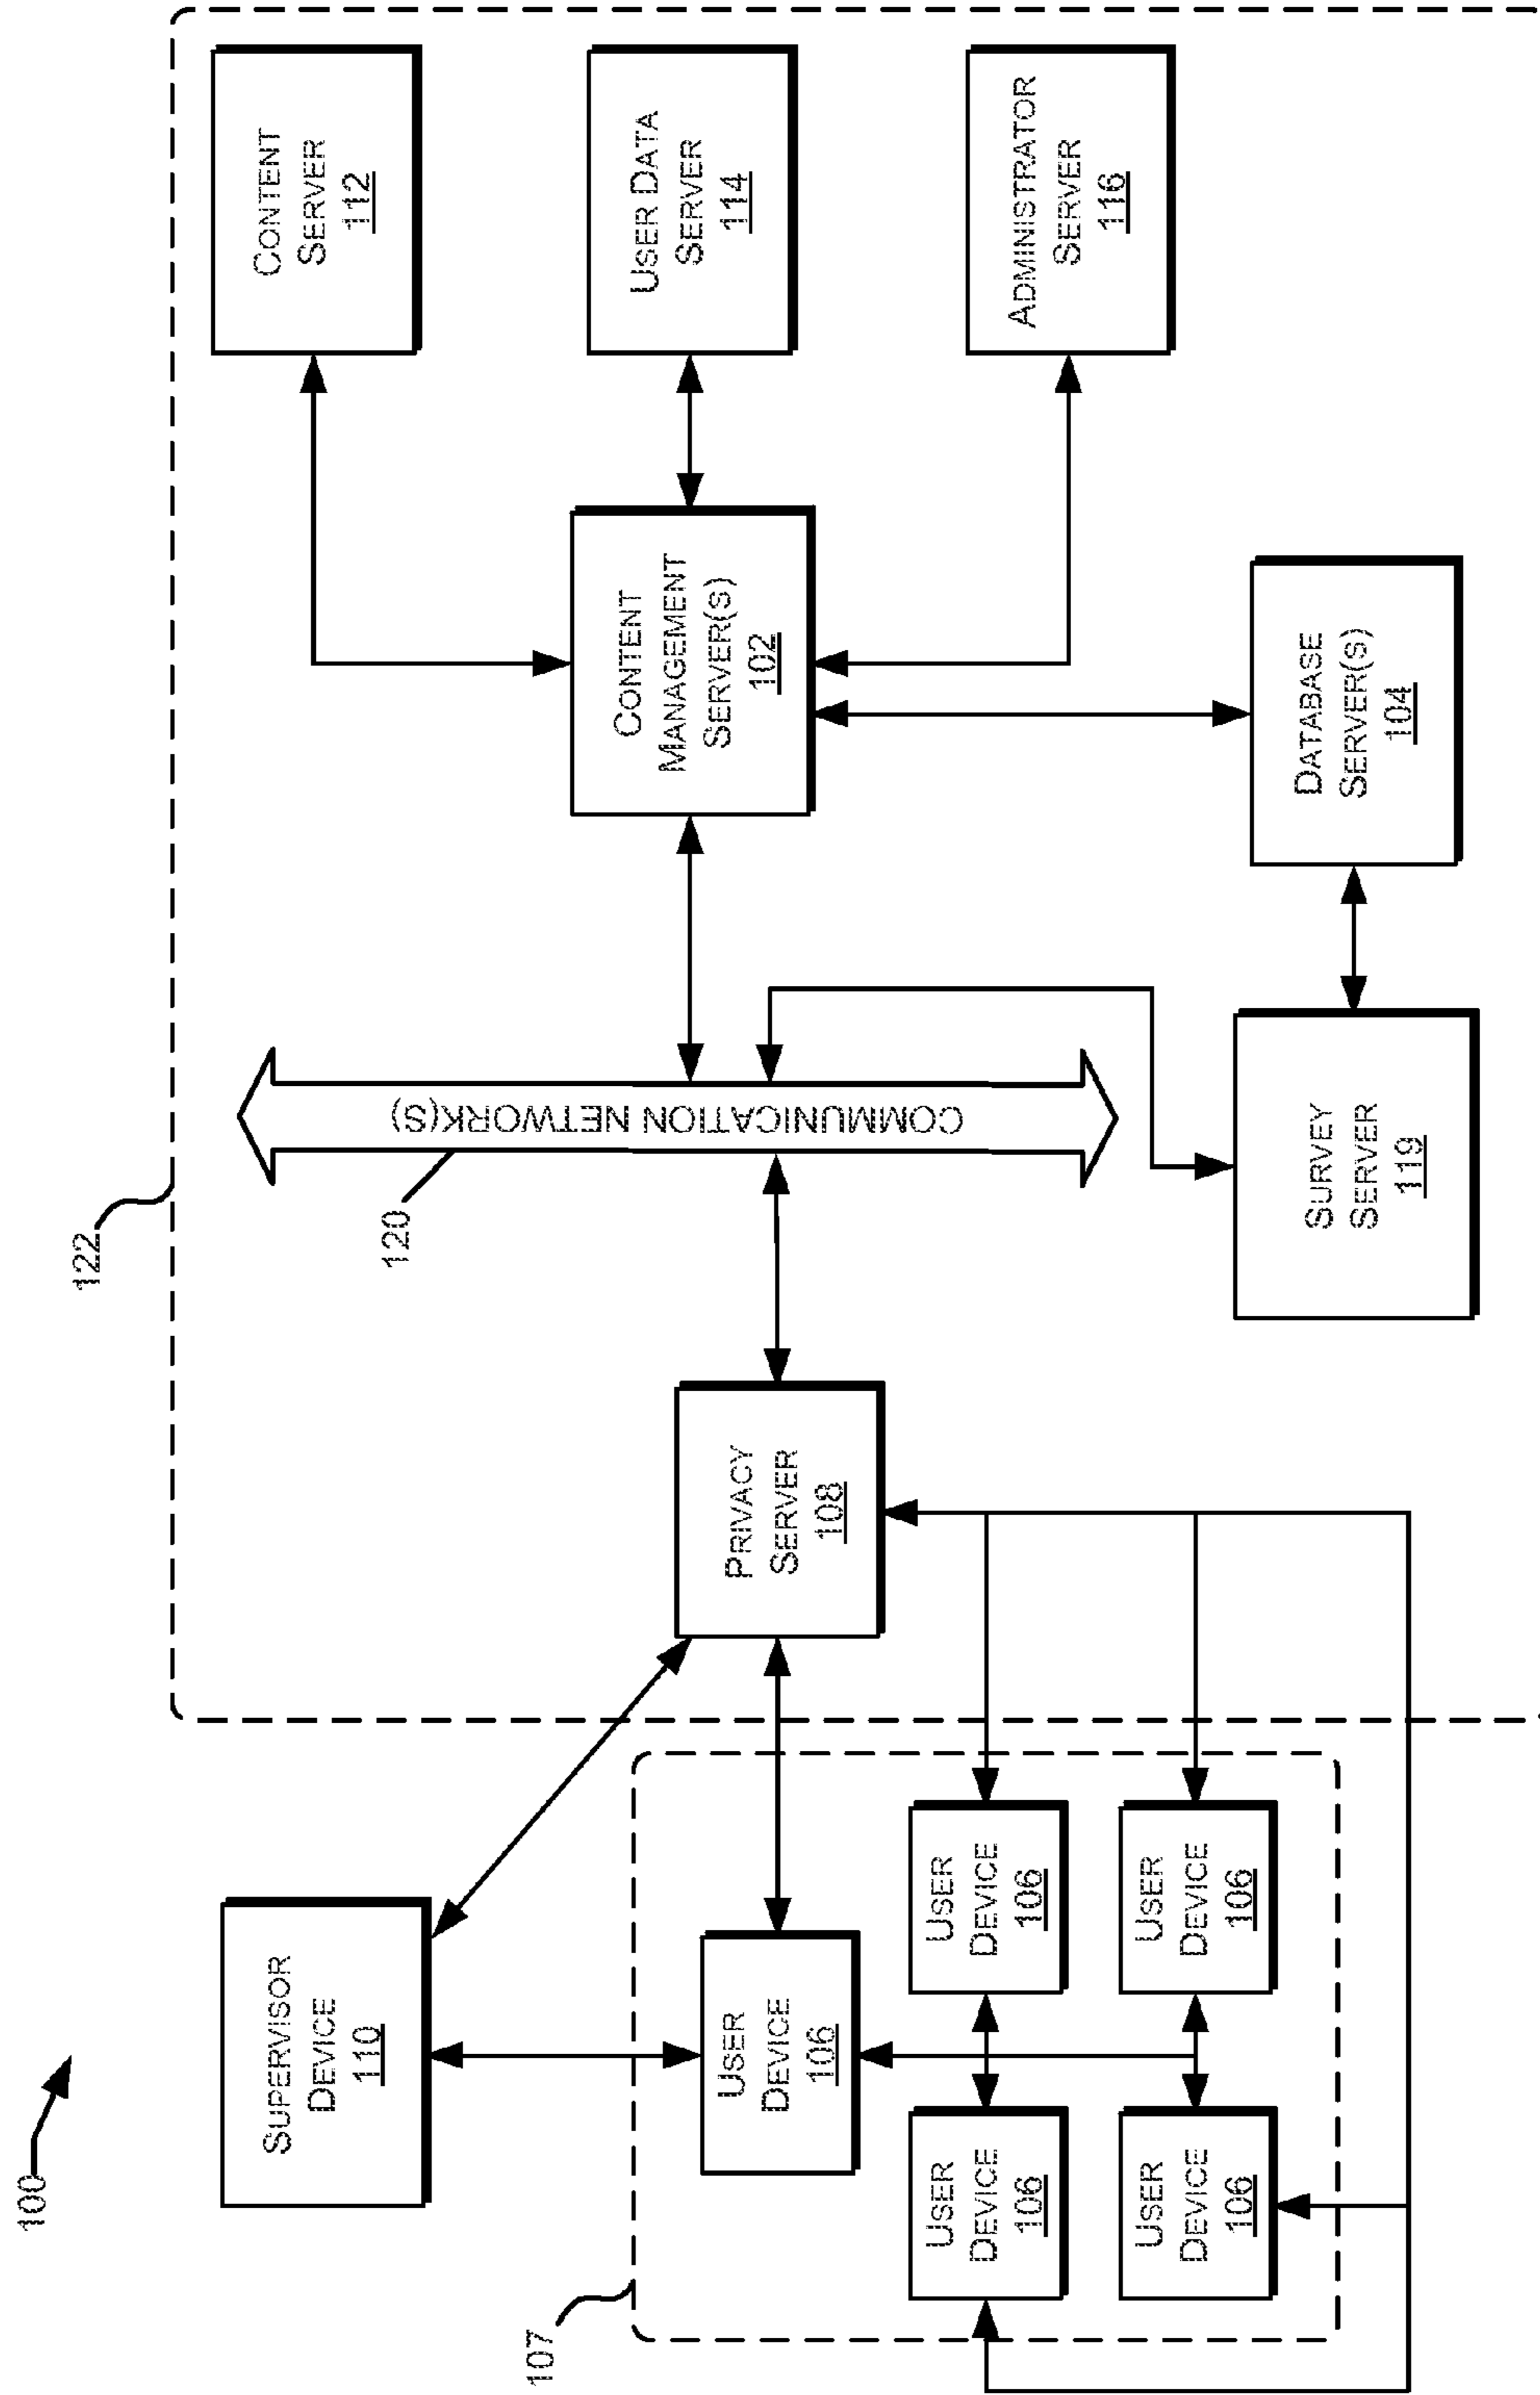 100
122
107
120
SUPERVISOR
DEVICE
110
USER
DEVICE
106
USER
DEVICE
106
USER
DEVICE
106
USER
DEVICE
106
USER
DEVICE
106
PRIVACY
SERVER
108
COMMUNICATION NETWORK(S)
CONTENT
MANAGEMENT
SERVER(S)
102
CONTENT
SERVER
112
USER DATA
SERVER
114
ADMINISTRATOR
SERVER
116
SURVEY
SERVER
119
DATABASE
SERVER(S)
104